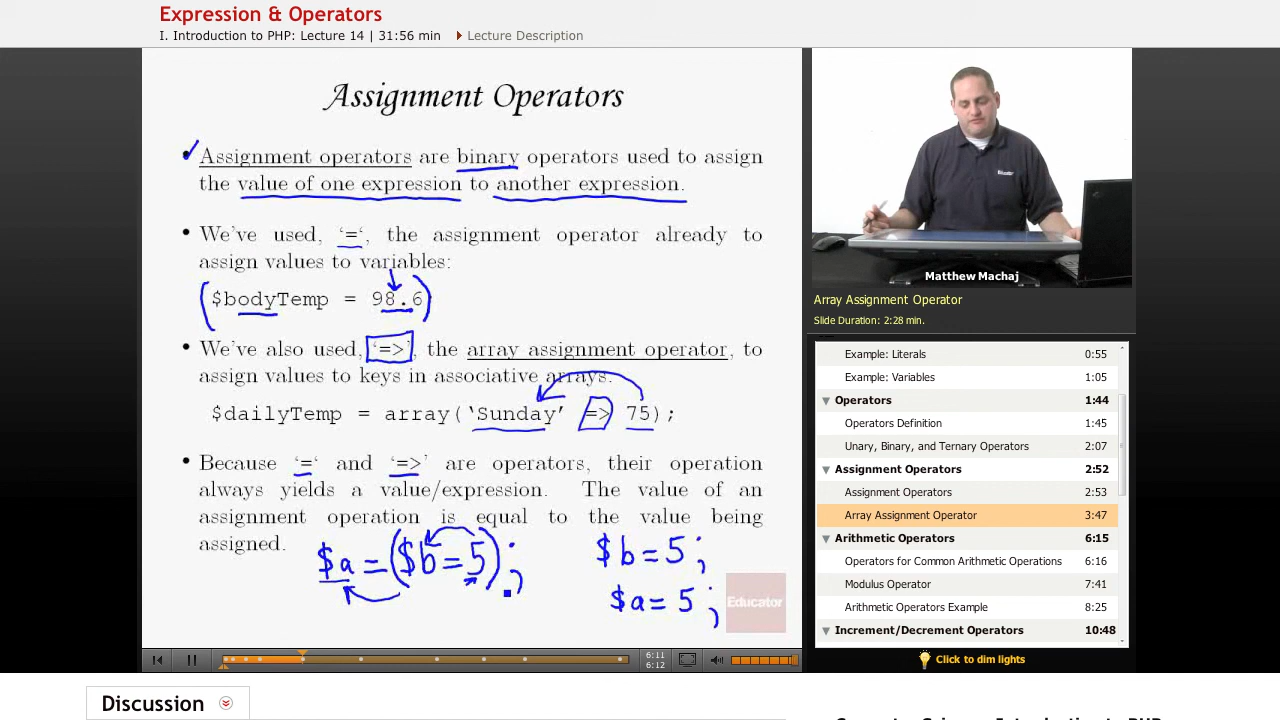 Expression & Operators
I. Introduction to PHP: Lecture 14 | 31:56 min
Lecture Description
Assignment Operators
Assignment operators are binary operators used to assign
the value of one expression to another expression.
We've used, ‘=‘, the assignment operator already to
assign values to variables:
$bodyTemp = 98.6
We've also used, ‘=>’, the array assignment operator, to
assign values to keys in associative arrays.
$dailyTemp = array(‘Sunday’ => 75);
Because ‘=‘ and ‘=>’ are operators, their operation
always yields a value/expression. The value of an
assignment operation is equal to the value being
assigned.
$a = ($b = 5);
$b = 5;
$a = 5;
Educator
Matthew Machaj
Array Assignment Operator
Slide Duration: 2:28 min.
Example: Literals 0:55
Example: Variables 1:05
Operators 1:44
Operators Definition 1:45
Unary, Binary, and Ternary Operators 2:07
Assignment Operators 2:52
Assignment Operators 2:53
Array Assignment Operator 3:47
Arithmetic Operators 6:15
Operators for Common Arithmetic Operations 6:16
Modulus Operator 7:41
Arithmetic Operators Example 8:25
Increment/Decrement Operators 10:48
6:11
6:12
Click to dim lights
Discussion